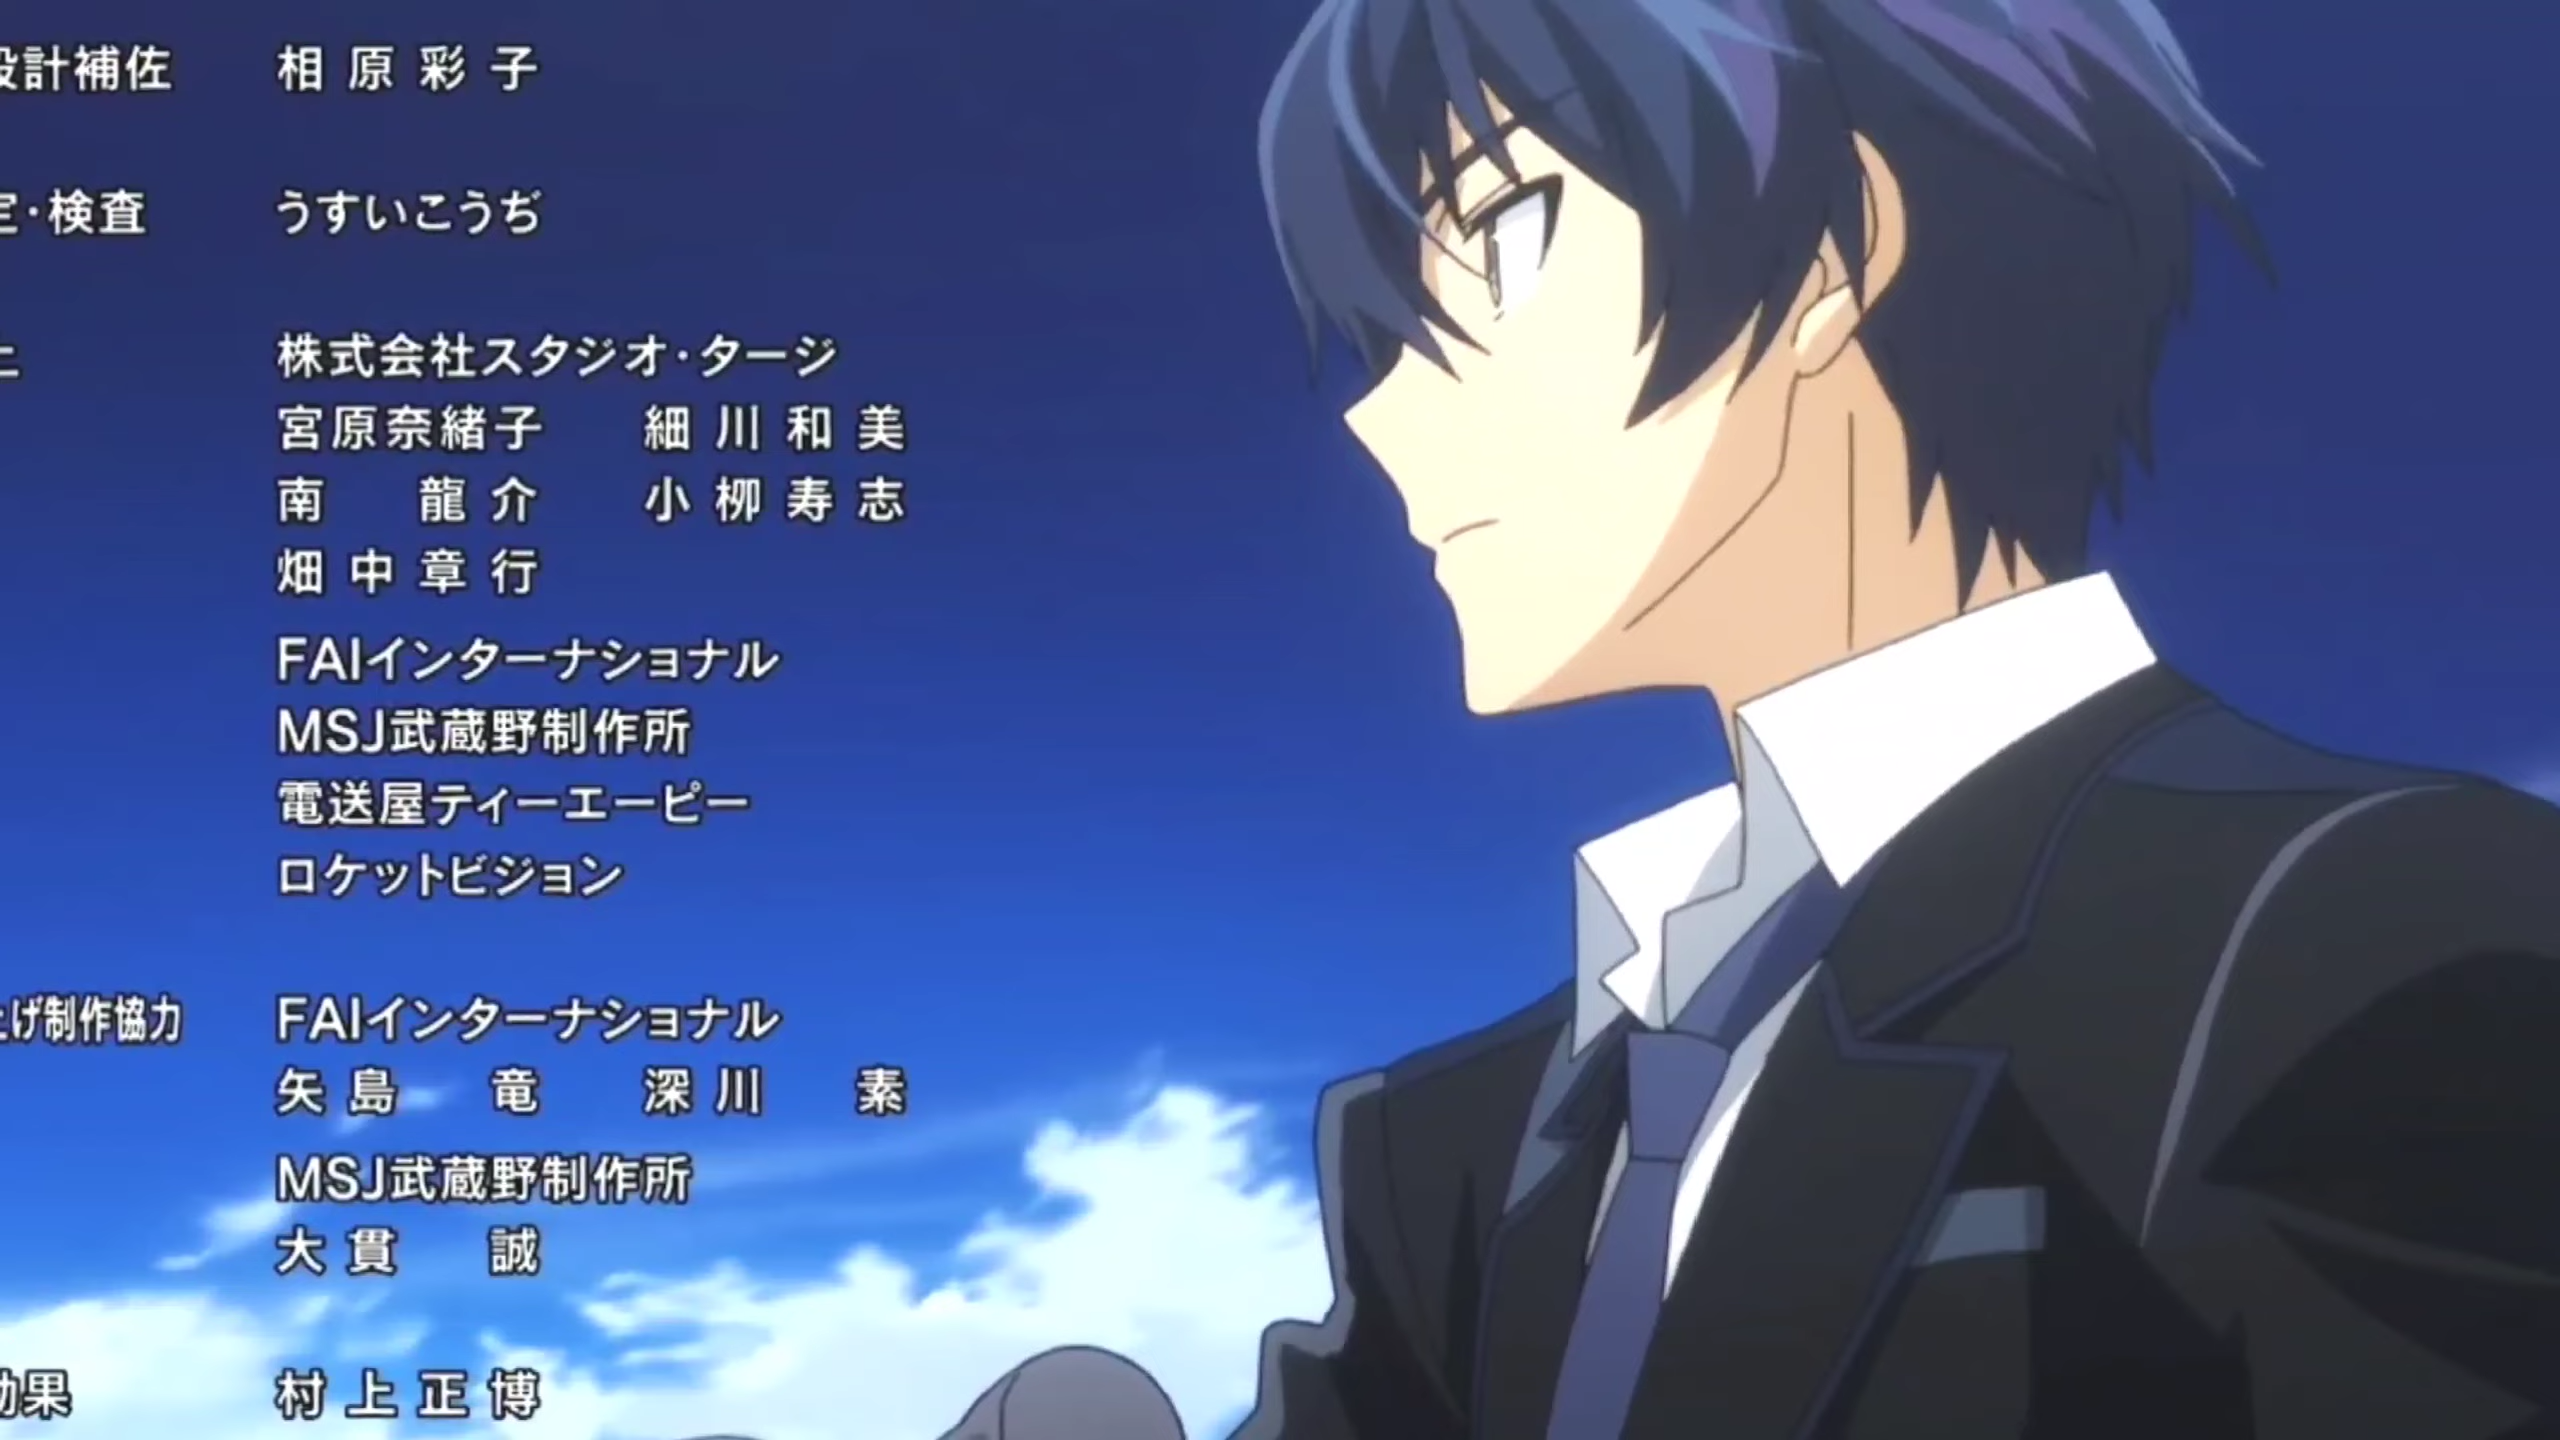 設計補佐 相原彩子
定・検査 うすいこうぢ
上 株式会社スタジオ・タージ
宮原奈緒子 細川和美
南 龍介 小栁寿志
畑中章行
FAIインターナショナル
MSJ武蔵野制作所
電送屋ティーエーピー
ロケットビジョン
上げ制作協力 FAIインターナショナル
矢島 竜 深川 素
MSJ武蔵野制作所
大貫 誠
効果 村上正博